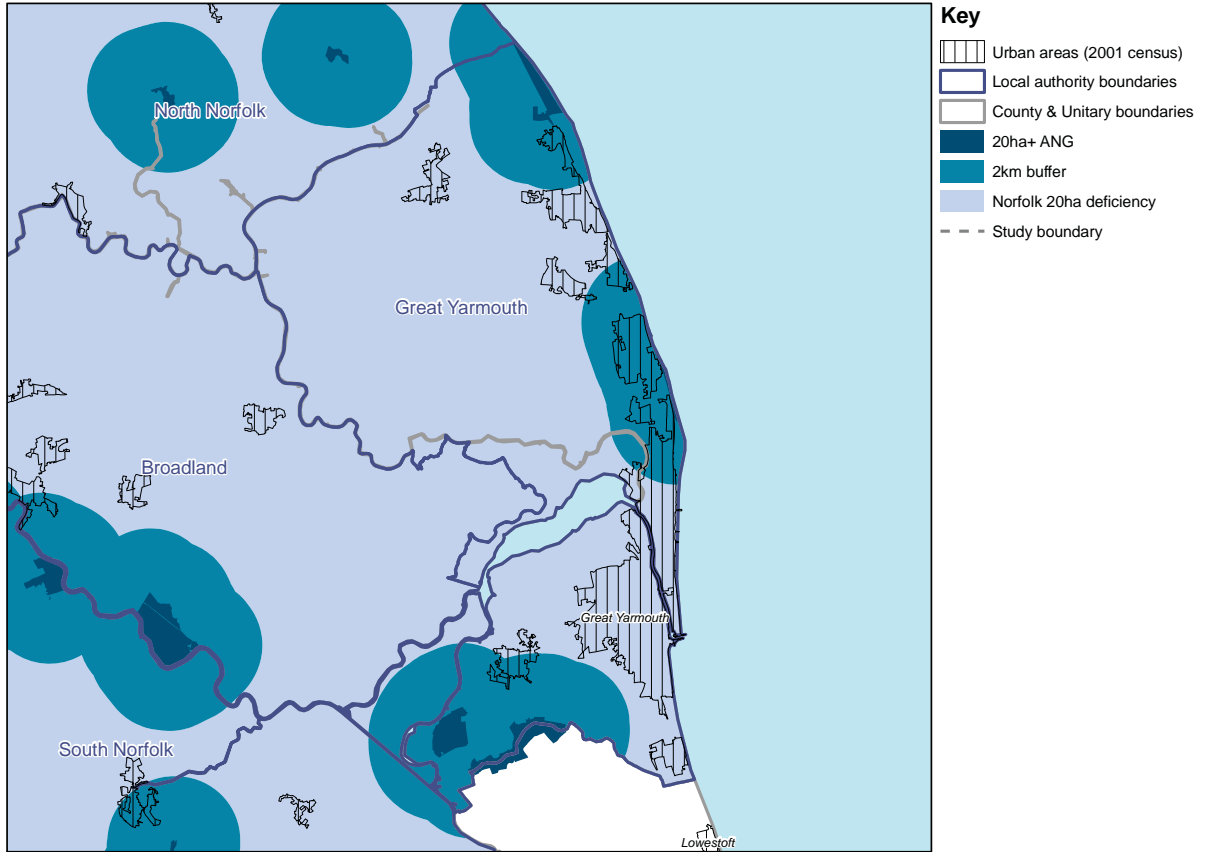 Key
Urban areas (2001 census)
Local authority boundaries
County & Unitary boundaries
20ha+ ANG
2km buffer
Norfolk 20ha deficiency
Study boundary
North Norfolk
Great Yarmouth
Broadland
Great Yarmouth
South Norfolk
Lowestoft